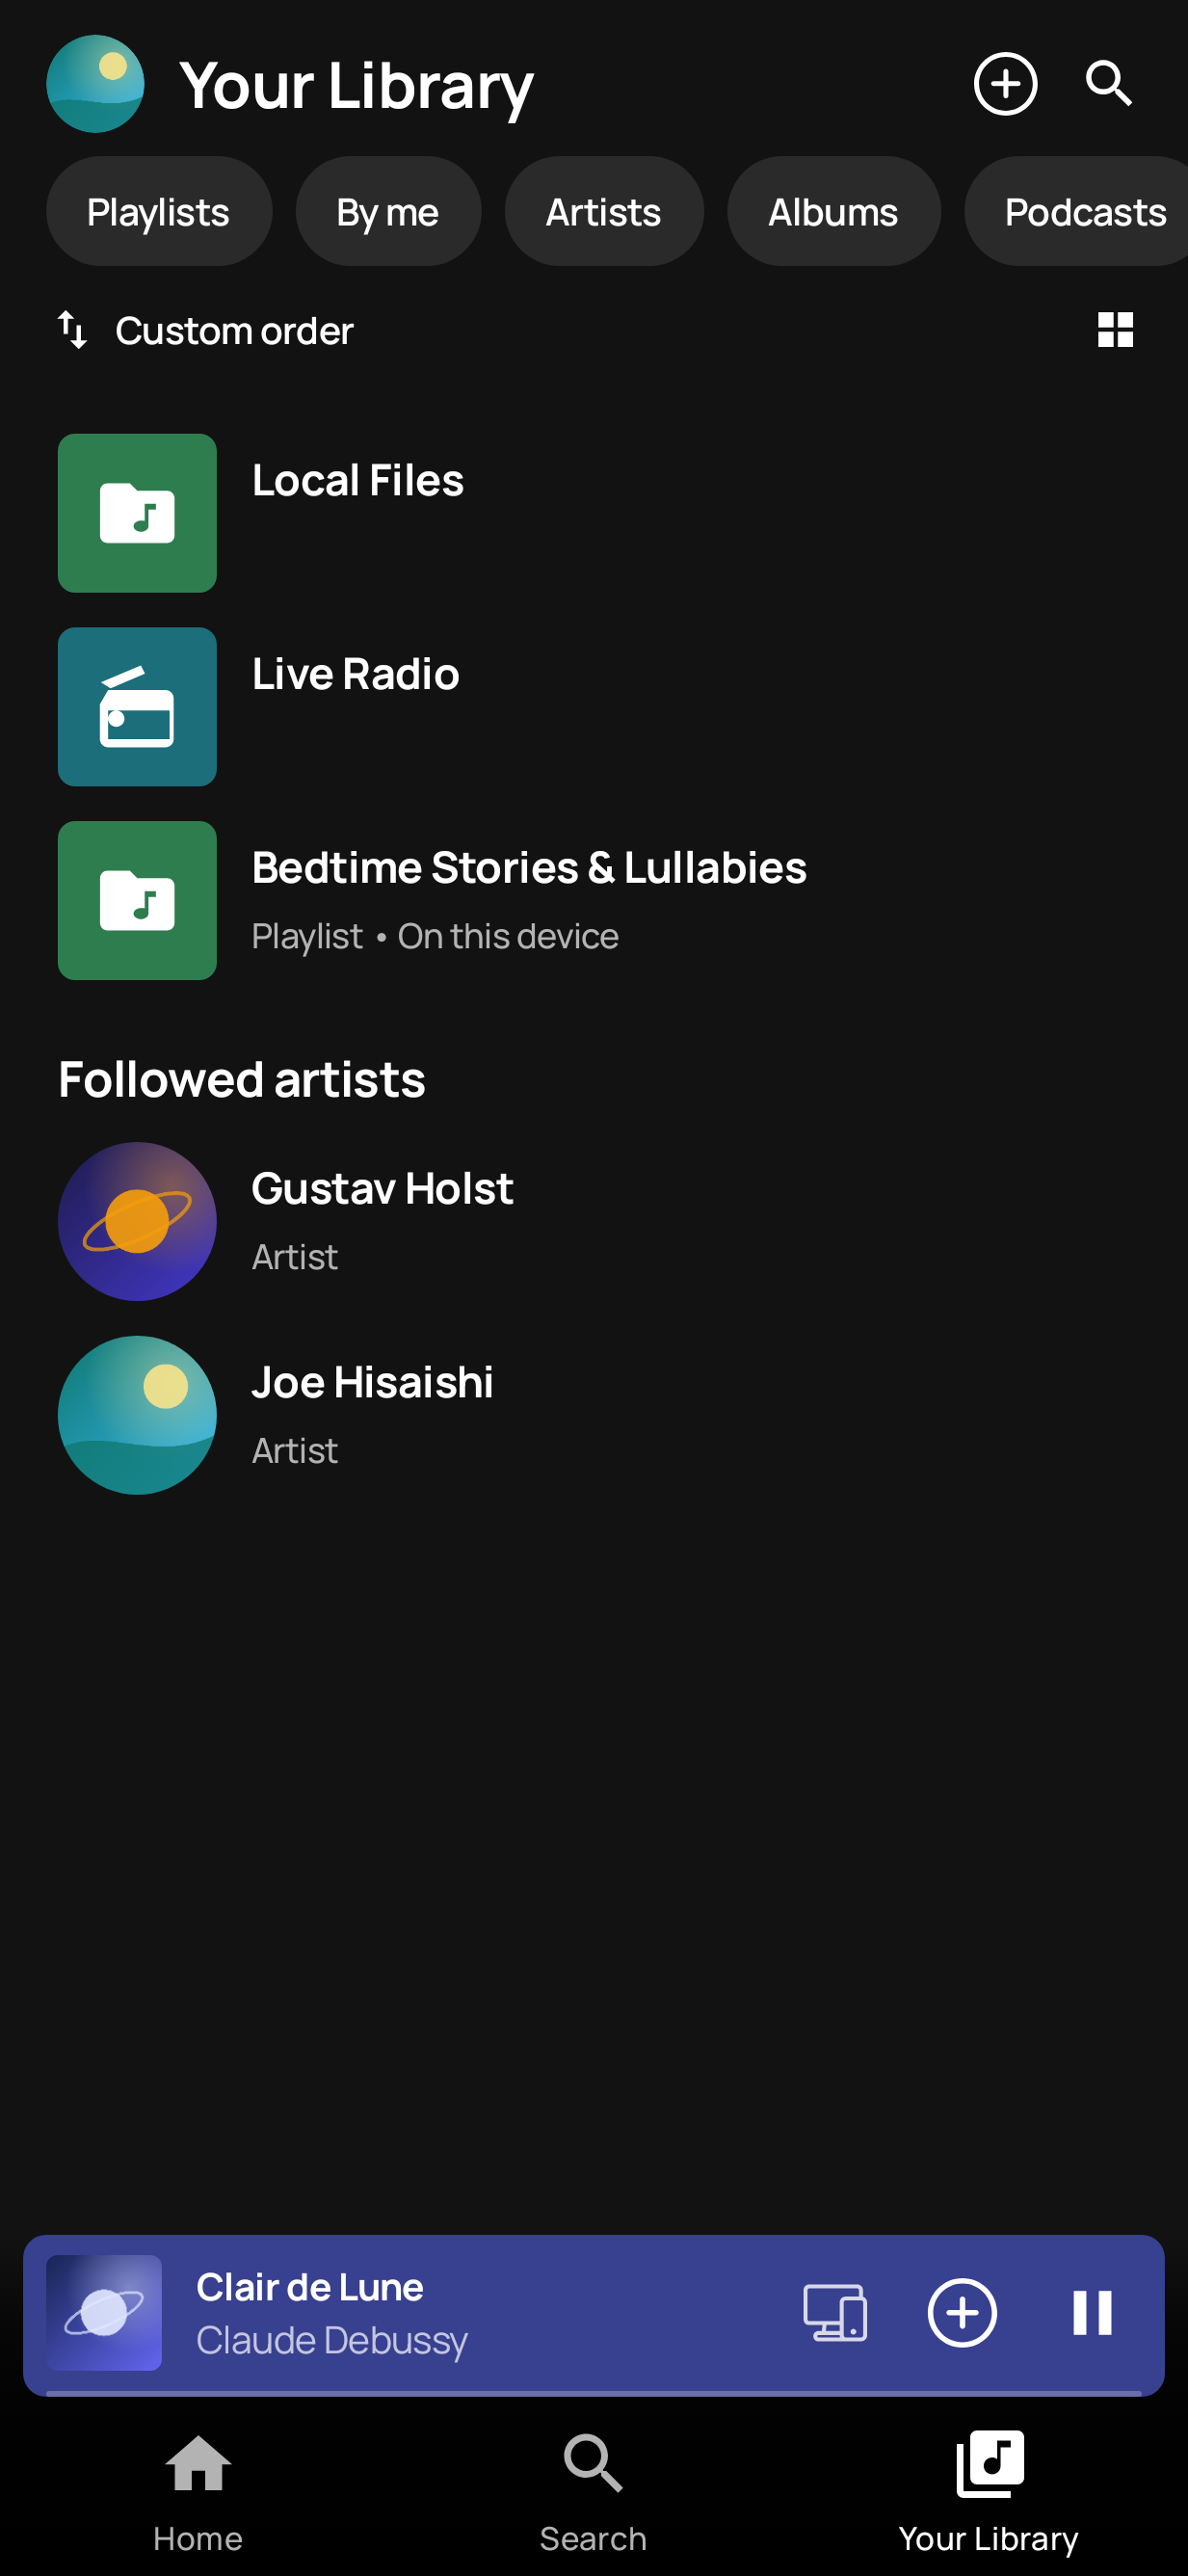 Your Library
Playlists
By me
Artists
Albums
Podcasts
Custom order
Local Files
Live Radio
Bedtime Stories & Lullabies
Playlist • On this device
Followed artists
Gustav Holst
Artist
Joe Hisaishi
Artist
Clair de Lune
Claude Debussy
Home
Search
Your Library